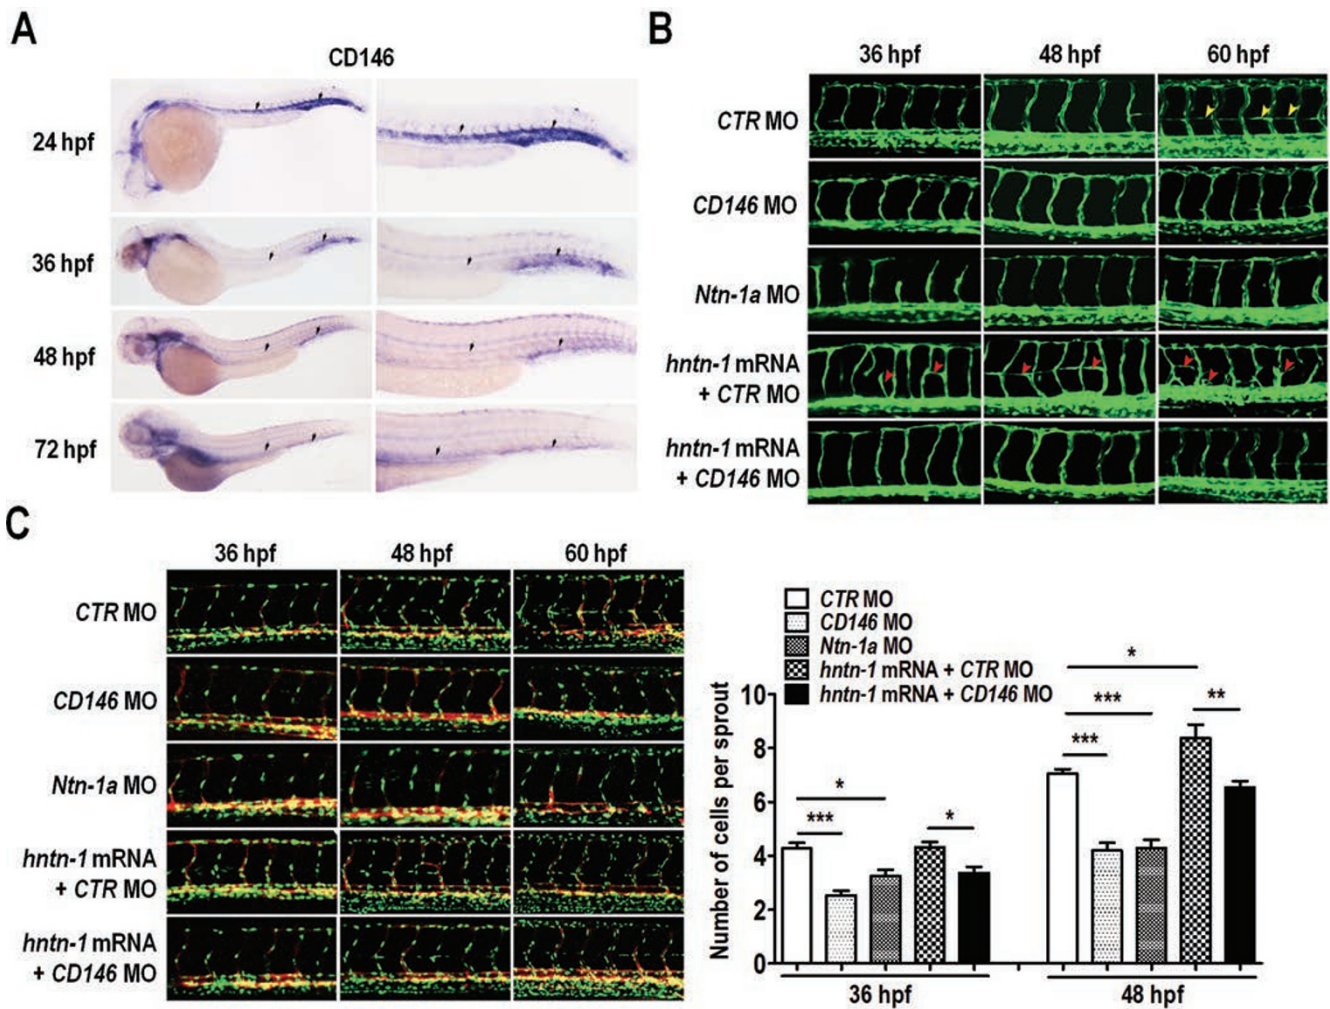 A
CD146
24 hpf
36 hpf
48 hpf
72 hpf
B
36 hpf
48 hpf
60 hpf
CTR MO
CD146 MO
Ntn-1a MO
hntn-1 mRNA
+ CTR MO
hntn-1 mRNA
+ CD146 MO
C
36 hpf
48 hpf
60 hpf
CTR MO
CD146 MO
Ntn-1a MO
hntn-1 mRNA
+ CTR MO
hntn-1 mRNA
+ CD146 MO
CTR MO
CD146 MO
Ntn-1a MO
hntn-1 mRNA + CTR MO
hntn-1 mRNA + CD146 MO
Number of cells per sprout
10
8
6
4
2
0
***
*
*
***
***
*
**
36 hpf
48 hpf